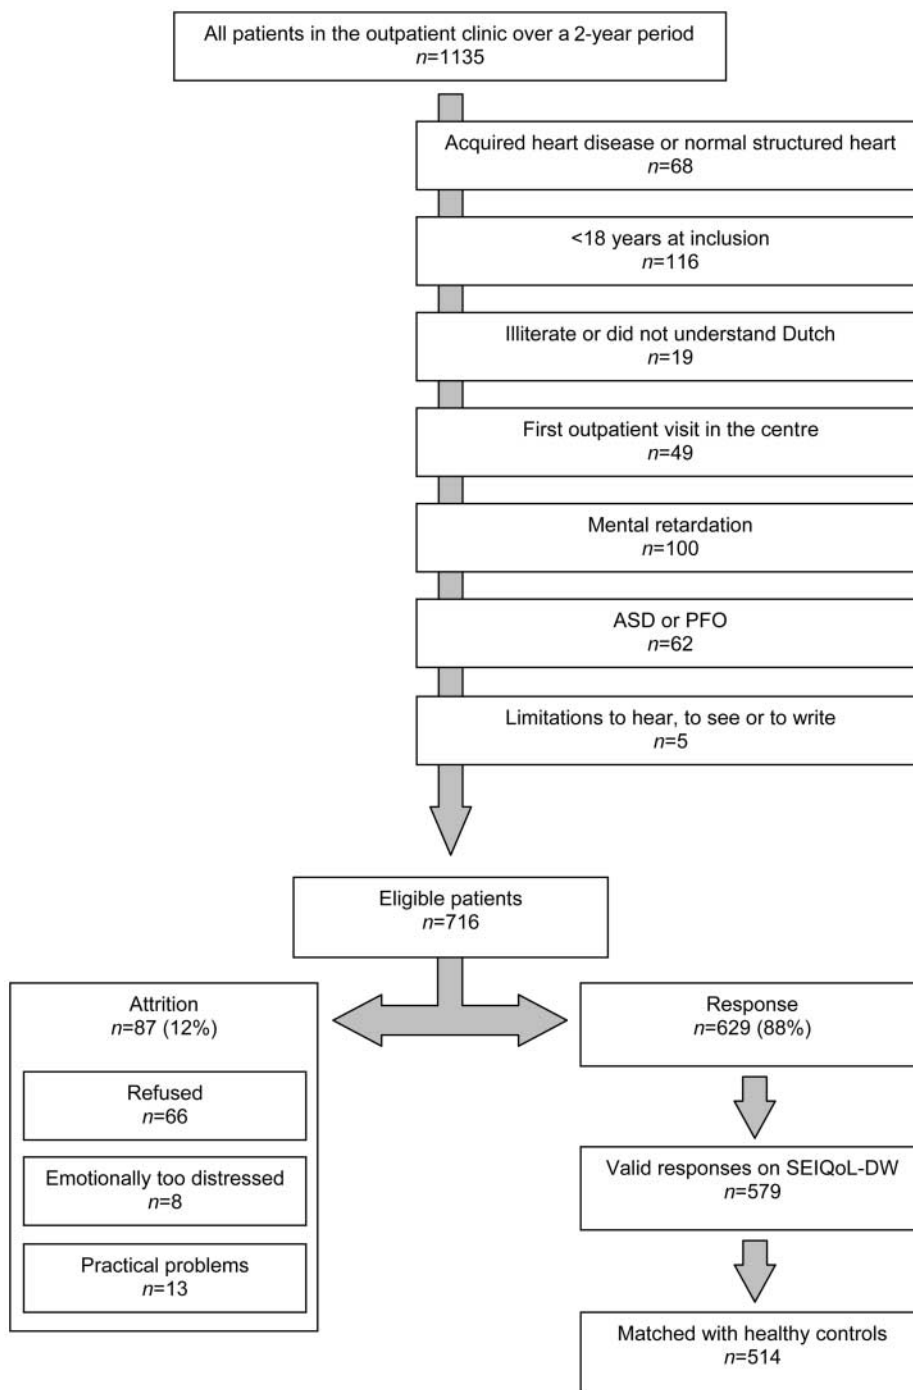 All patients in the outpatient clinic over a 2-year period
n=1135
Acquired heart disease or normal structured heart
n=68
<18 years at inclusion
n=116
Illiterate or did not understand Dutch
n=19
First outpatient visit in the centre
n=49
Mental retardation
n=100
ASD or PFO
n=62
Limitations to hear, to see or to write
n=5
Eligible patients
n=716
Attrition
n=87 (12%)
Refused
n=66
Emotionally too distressed
n=8
Practical problems
n=13
Response
n=629 (88%)
Valid responses on SEIQoL-DW
n=579
Matched with healthy controls
n=514